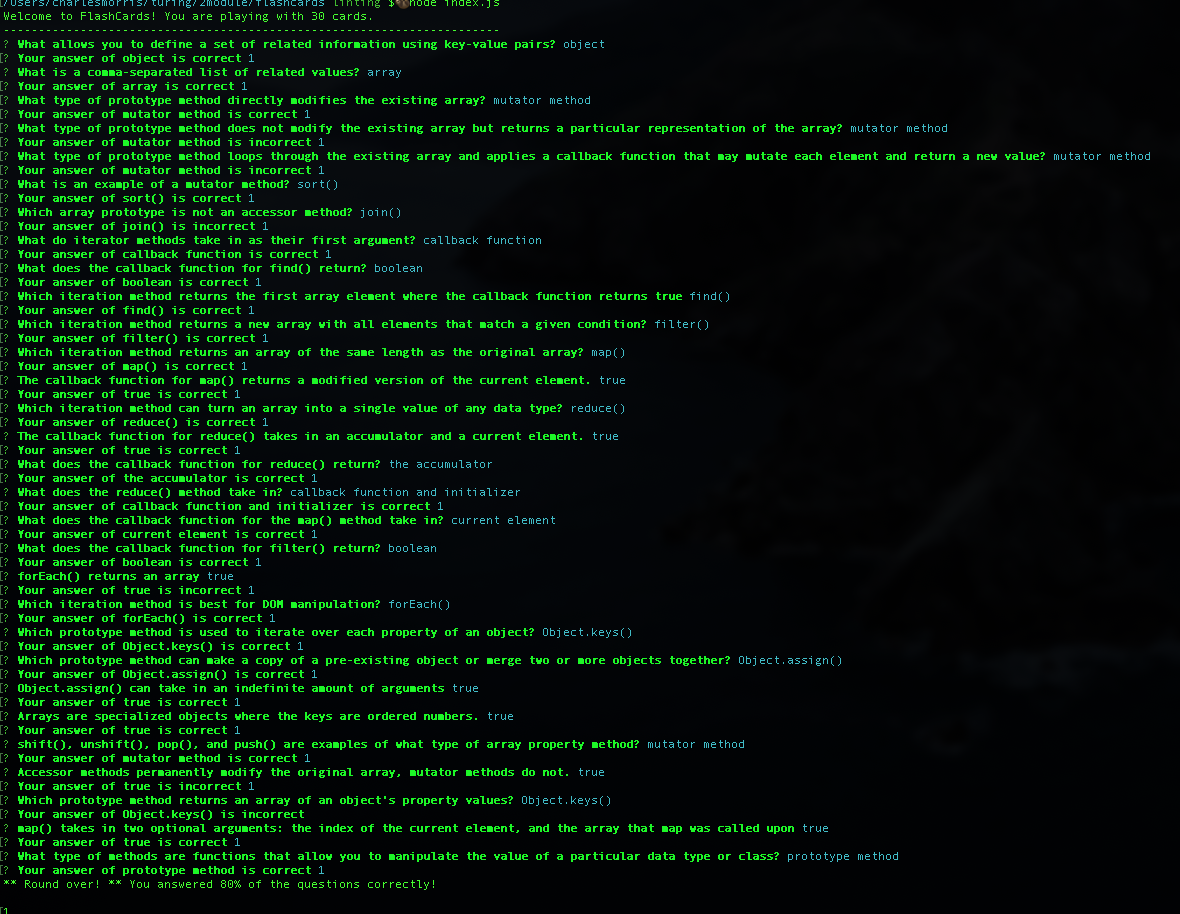 [/Users/charlesmorris/turing/2module/flashcards linting $ node index.js
Welcome to FlashCards! You are playing with 30 cards.
-----------------------------------------------------------------------
? What allows you to define a set of related information using key-value pairs? object
[? Your answer of object is correct 1
? What is a comma-separated list of related values? array
[? Your answer of array is correct 1
? What type of prototype method directly modifies the existing array? mutator method
[? Your answer of mutator method is correct 1
? What type of prototype method does not modify the existing array but returns a particular representation of the array? mutator method
[? Your answer of mutator method is incorrect 1
? What type of prototype method loops through the existing array and applies a callback function that may mutate each element and return a new value? mutator method
[? Your answer of mutator method is incorrect 1
? What is an example of a mutator method? sort()
[? Your answer of sort() is correct 1
? Which array prototype is not an accessor method? join()
[? Your answer of join() is incorrect 1
? What do iterator methods take in as their first argument? callback function
[? Your answer of callback function is correct 1
? What does the callback function for find() return? boolean
[? Your answer of boolean is correct 1
? Which iteration method returns the first array element where the callback function returns true find()
[? Your answer of find() is correct 1
? Which iteration method returns a new array with all elements that match a given condition? filter()
[? Your answer of filter() is correct 1
? Which iteration method returns an array of the same length as the original array? map()
[? Your answer of map() is correct 1
? The callback function for map() returns a modified version of the current element. true
[? Your answer of true is correct 1
? Which iteration method can turn an array into a single value of any data type? reduce()
[? Your answer of reduce() is correct 1
? The callback function for reduce() takes in an accumulator and a current element. true
[? Your answer of true is correct 1
? What does the callback function for reduce() return? the accumulator
[? Your answer of the accumulator is correct 1
? What does the reduce() method take in? callback function and initializer
[? Your answer of callback function and initializer is correct 1
? What does the callback function for the map() method take in? current element
[? Your answer of current element is correct 1
? What does the callback function for filter() return? boolean
[? Your answer of boolean is correct 1
? forEach() returns an array true
[? Your answer of true is incorrect 1
? Which iteration method is best for DOM manipulation? forEach()
[? Your answer of forEach() is correct 1
? Which prototype method is used to iterate over each property of an object? Object.keys()
[? Your answer of Object.keys() is correct 1
? Which prototype method can make a copy of a pre-existing object or merge two or more objects together? Object.assign()
[? Your answer of Object.assign() is correct 1
? Object.assign() can take in an indefinite amount of arguments true
[? Your answer of true is correct 1
? Arrays are specialized objects where the keys are ordered numbers. true
[? Your answer of true is correct 1
? shift(), unshift(), pop(), and push() are examples of what type of array property method? mutator method
[? Your answer of mutator method is correct 1
? Accessor methods permanently modify the original array, mutator methods do not. true
[? Your answer of true is incorrect 1
? Which prototype method returns an array of an object's property values? Object.keys()
[? Your answer of Object.keys() is incorrect
? map() takes in two optional arguments: the index of the current element, and the array that map was called upon true
[? Your answer of true is correct 1
? What type of methods are functions that allow you to manipulate the value of a particular data type or class? prototype method
[? Your answer of prototype method is correct 1
** Round over! ** You answered 80% of the questions correctly!
[1